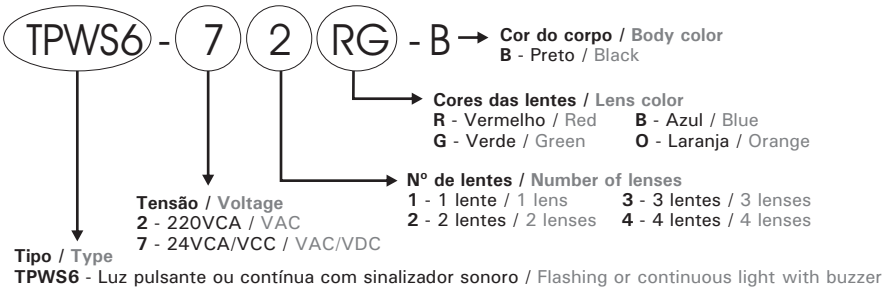 TPWS6 - 7 2 RG - B
Cor do corpo / Body color
B - Preto / Black
Cores das lentes / Lens color
R - Vermelho / Red B - Azul / Blue
G - Verde / Green O - Laranja / Orange
Nº de lentes / Number of lenses
1 - 1 lente / 1 lens 3 - 3 lentes / 3 lenses
2 - 2 lentes / 2 lenses 4 - 4 lentes / 4 lenses
Tensão / Voltage
2 - 220VCA / VAC
7 - 24VCA/VCC / VAC/VDC
Tipo / Type
TPWS6 - Luz pulsante ou contínua com sinalizador sonoro / Flashing or continuous light with buzzer